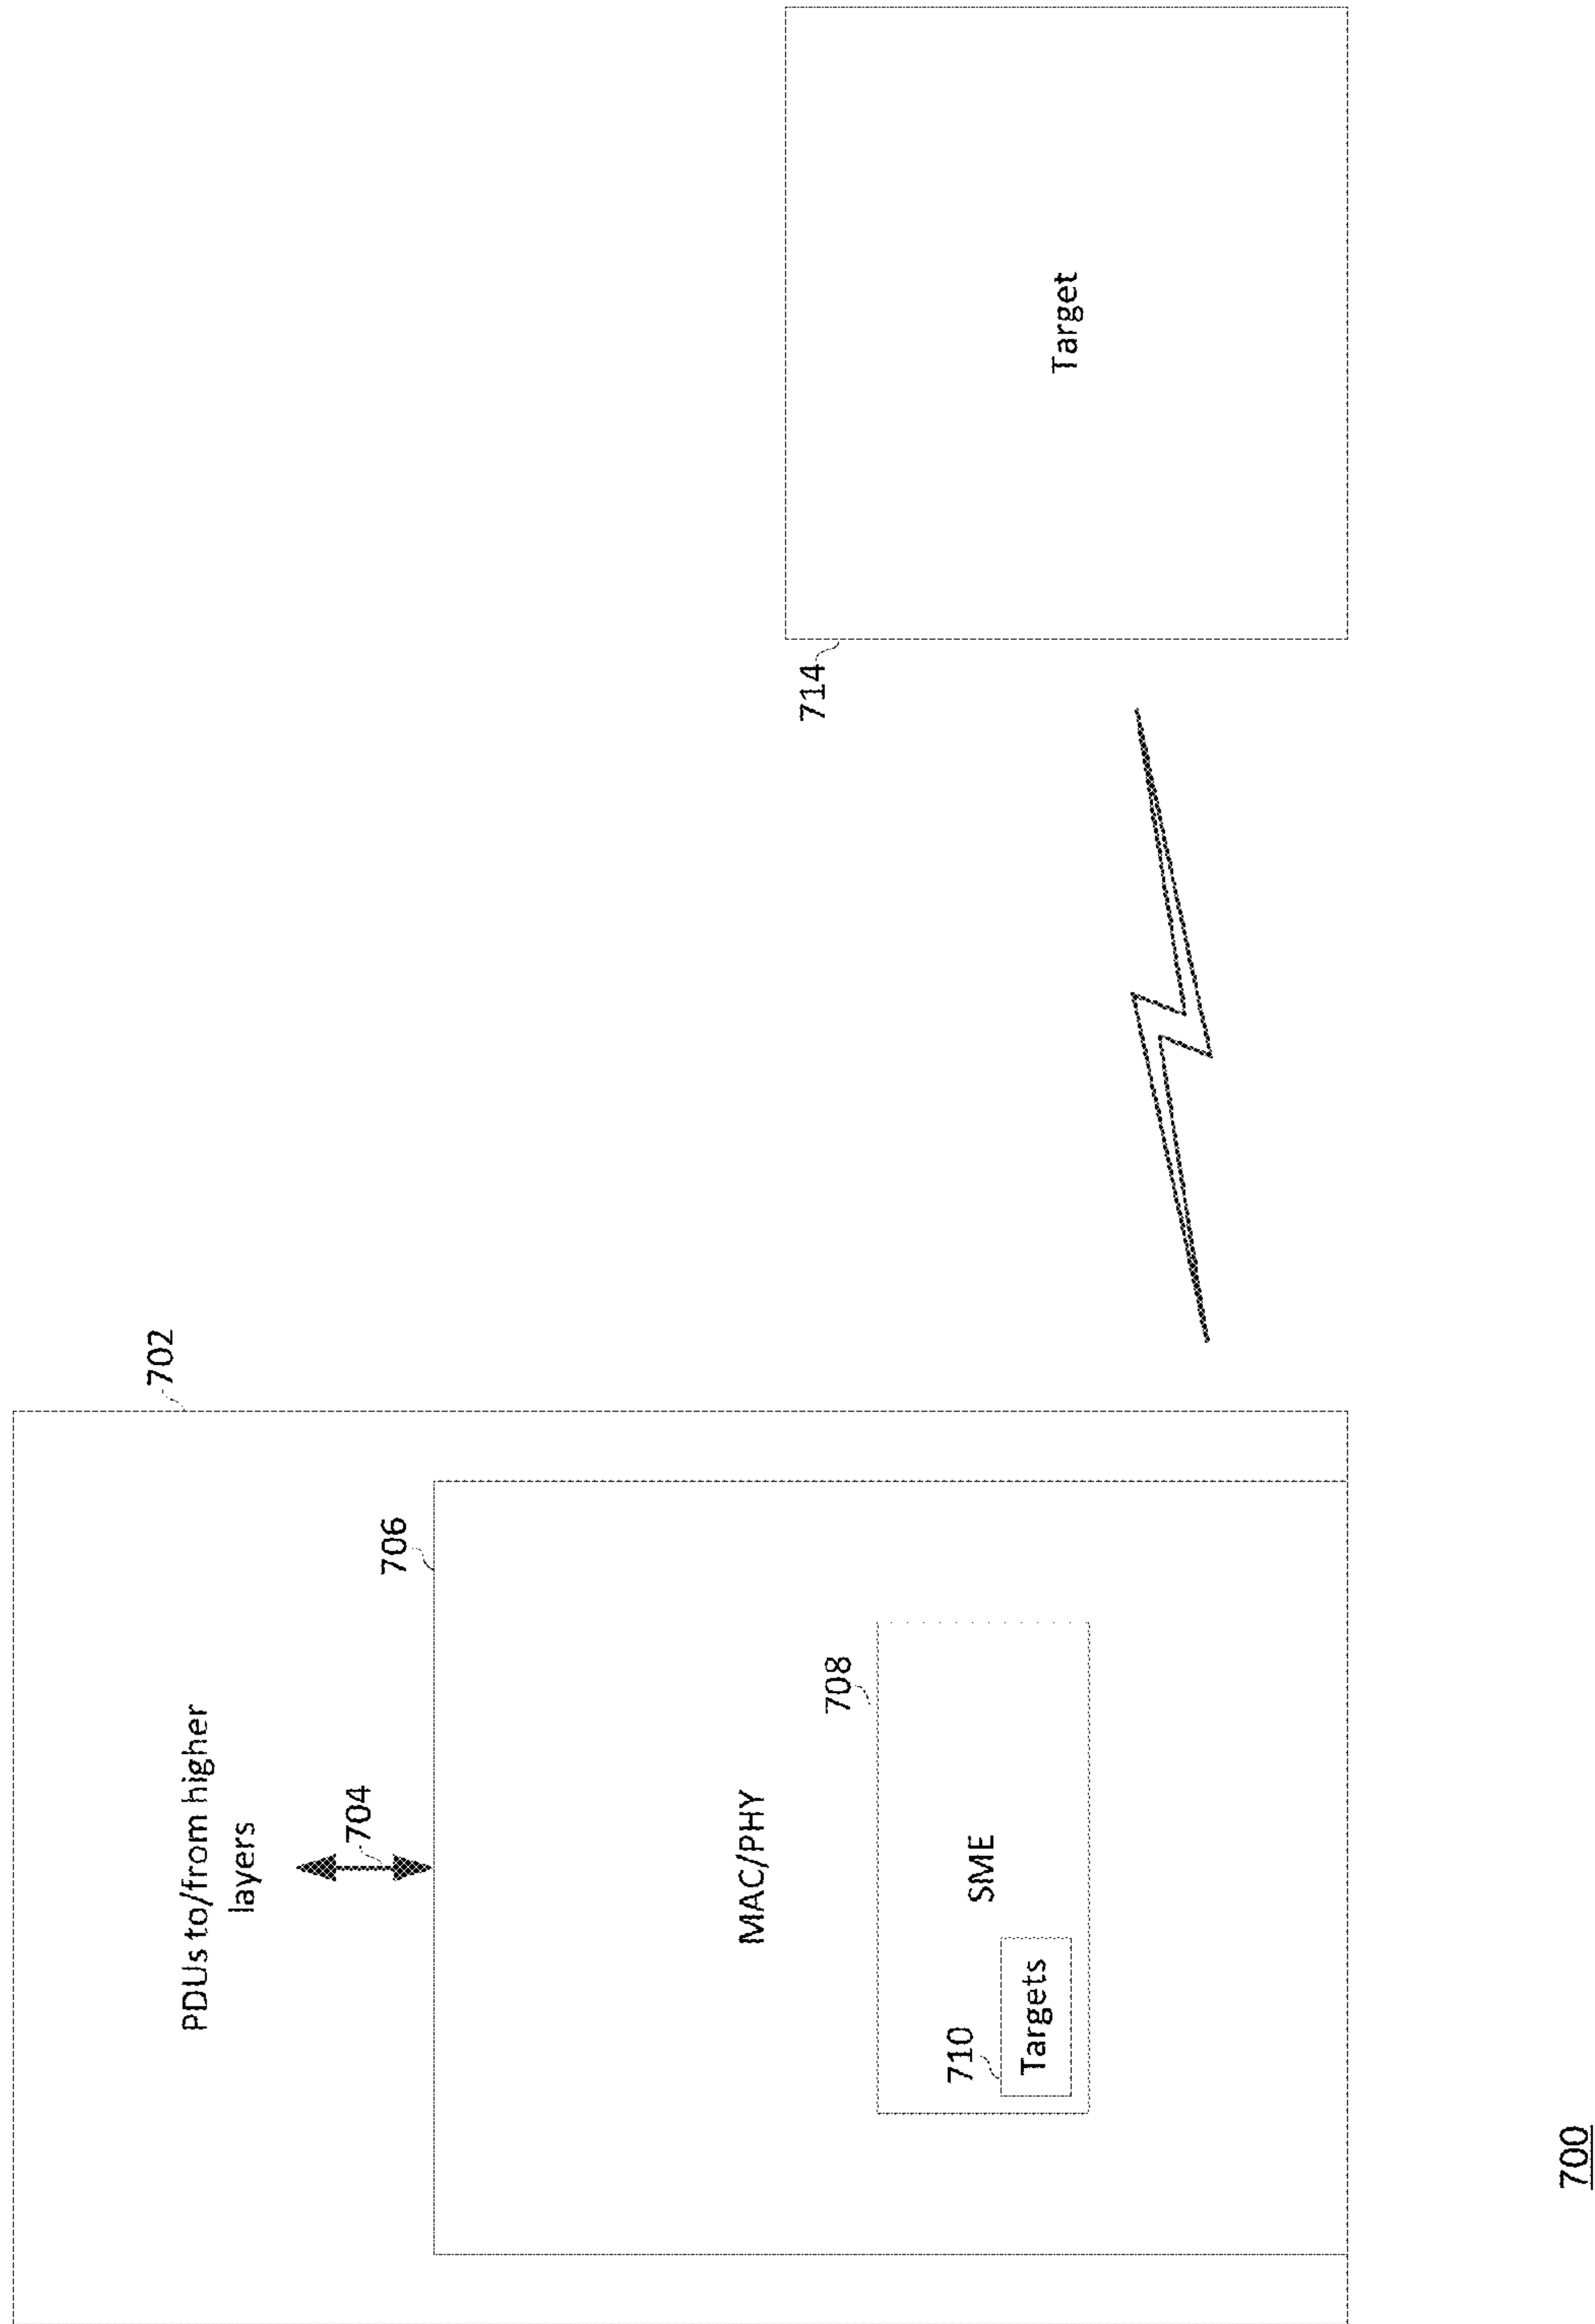 PDUs to/from higher
layers
702
704
706
MAC/PHY
708
SME
710
Targets
714
Target
700